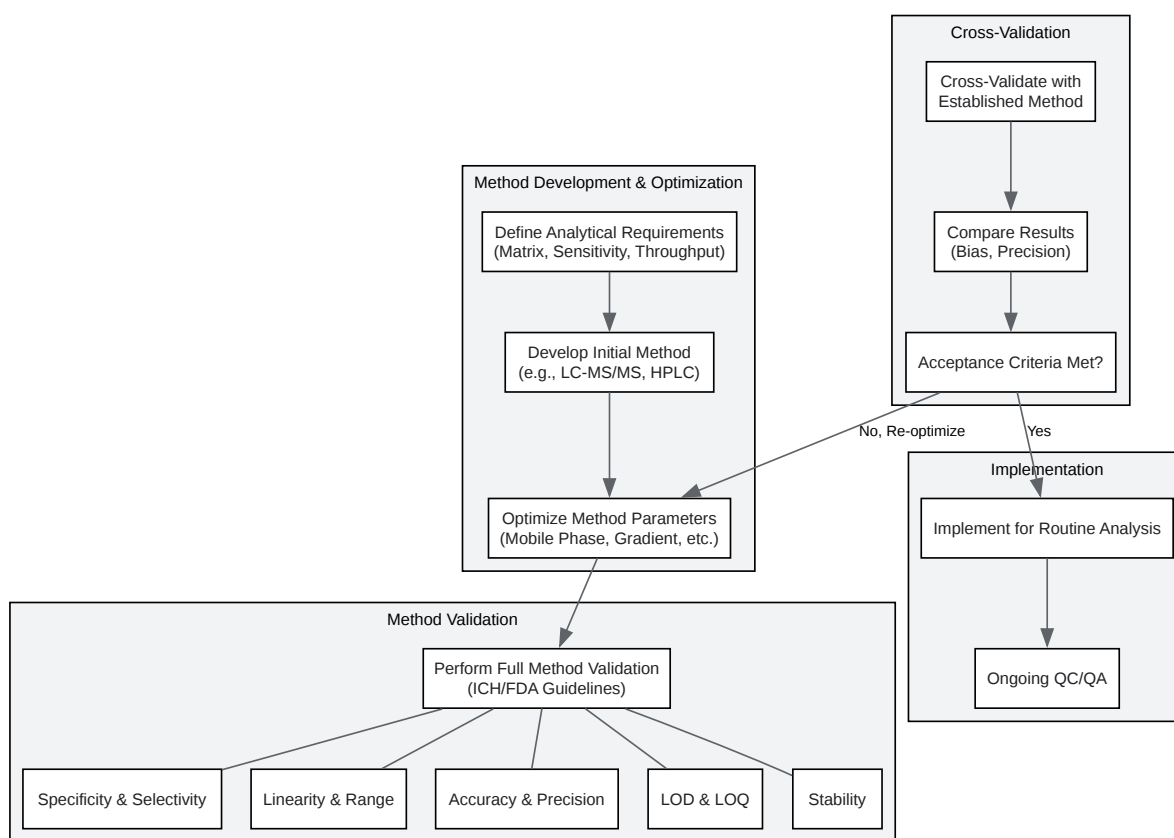 Cross-Validation
Cross-Validate with
Established Method
Compare Results
(Bias, Precision)
Acceptance Criteria Met?
No, Re-optimize
Yes
Method Development & Optimization
Define Analytical Requirements
(Matrix, Sensitivity, Throughput)
Develop Initial Method
(e.g., LC-MS/MS, HPLC)
Optimize Method Parameters
(Mobile Phase, Gradient, etc.)
Implementation
Implement for Routine Analysis
Ongoing QC/QA
Method Validation
Perform Full Method Validation
(ICH/FDA Guidelines)
Specificity & Selectivity
Linearity & Range
Accuracy & Precision
LOD & LOQ
Stability